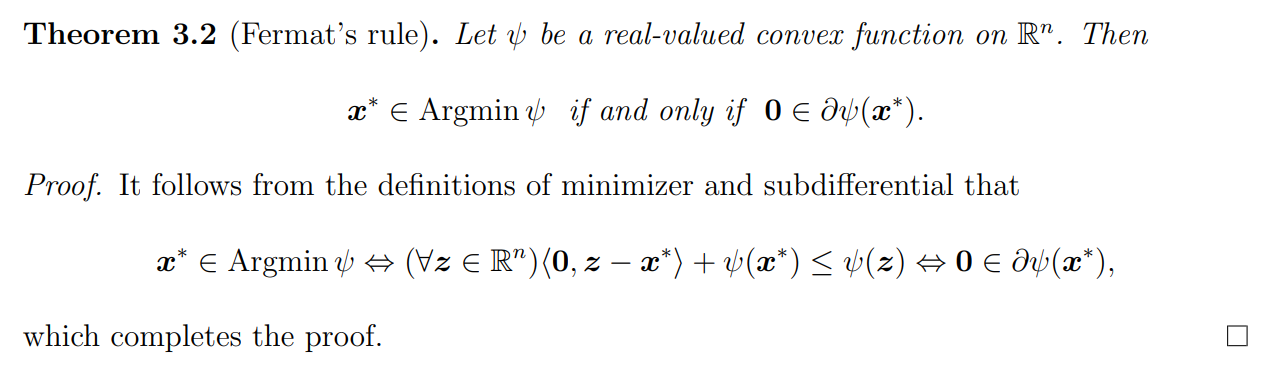 Theorem 3.2 (Fermat's rule). Let ψ be a real-valued convex function on ℝⁿ. Then
x* ∈ Argmin ψ if and only if 0 ∈ ∂ψ(x*).
Proof. It follows from the definitions of minimizer and subdifferential that
x* ∈ Argmin ψ ⇔ (∀z ∈ ℝⁿ)⟨0, z − x*⟩ + ψ(x*) ≤ ψ(z) ⇔ 0 ∈ ∂ψ(x*),
which completes the proof. □